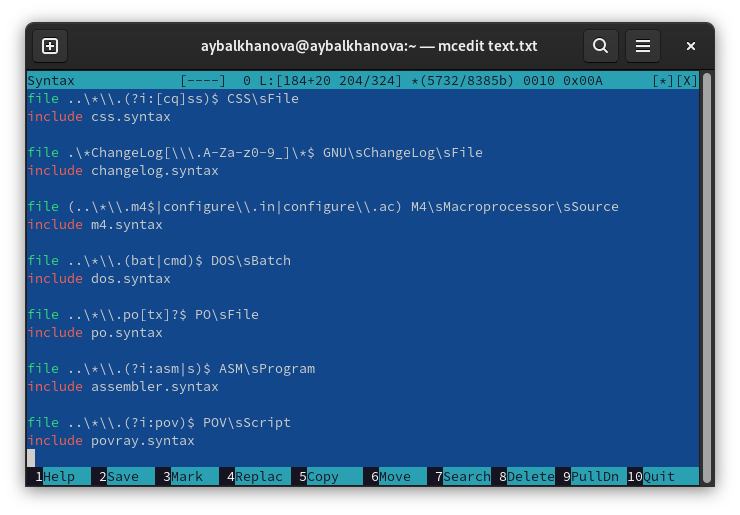 aybalkhanova@aybalkhanova:~ — mcedit text.txt
Syntax [----] 0 L:[184+20 204/324] *(5732/8385b) 0010 0x00A [*][X]
file ..\*\\.(?i:[cq]ss)$ CSS\sFile
include css.syntax
file .\*ChangeLog[\\\.A-Za-z0-9_]\*$ GNU\sChangeLog\sFile
include changelog.syntax
file (..\*\\.m4$|configure\\.in|configure\\.ac) M4\sMacroprocessor\sSource
include m4.syntax
file ..\*\\.(bat|cmd)$ DOS\sBatch
include dos.syntax
file ..\*\\.po[tx]?$ PO\sFile
include po.syntax
file ..\*\\.(?i:asm|s)$ ASM\sProgram
include assembler.syntax
file ..\*\\.(?i:pov)$ POV\sScript
include povray.syntax
1Help 2Save 3Mark 4Replac 5Copy 6Move 7Search 8Delete 9PullDn 10Quit